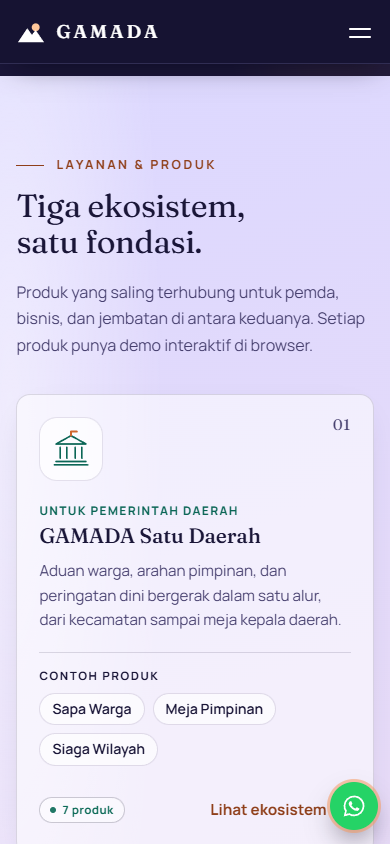 GAMADA
LAYANAN & PRODUK
Tiga ekosistem,
satu fondasi.
Produk yang saling terhubung untuk pemda,
bisnis, dan jembatan di antara keduanya. Setiap
produk punya demo interaktif di browser.
01
UNTUK PEMERINTAH DAERAH
GAMADA Satu Daerah
Aduan warga, arahan pimpinan, dan
peringatan dini bergerak dalam satu alur,
dari kecamatan sampai meja kepala daerah.
CONTOH PRODUK
Sapa Warga Meja Pimpinan
Siaga Wilayah
7 produk Lihat ekosistem